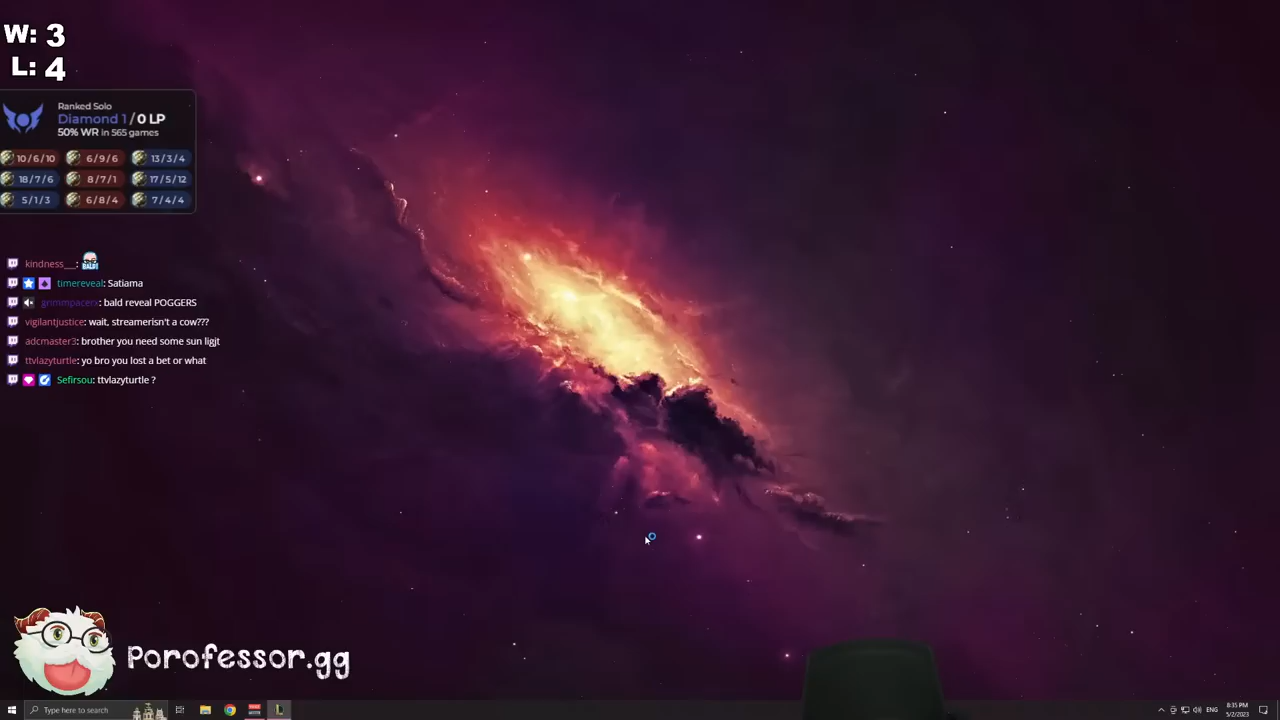 W: 3
L: 4
Ranked Solo
Diamond 1 / 0 LP
50% WR in 565 games
10/6/10 6/9/6 13/3/4
18/7/6 8/7/1 17/5/12
5/1/3 6/8/4 7/4/4
kindness__: BALD!
timereveal: Satiama
grimmpacerx: bald reveal POGGERS
vigilantjustice: wait, streamerisn't a cow???
adcmaster3: brother you need some sun ligjt
ttvlazyturtle: yo bro you lost a bet or what
Sefirsou: ttvlazyturtle ?
Porofessor.gg
Type here to search
ENG
8:35 PM
5/2/2023